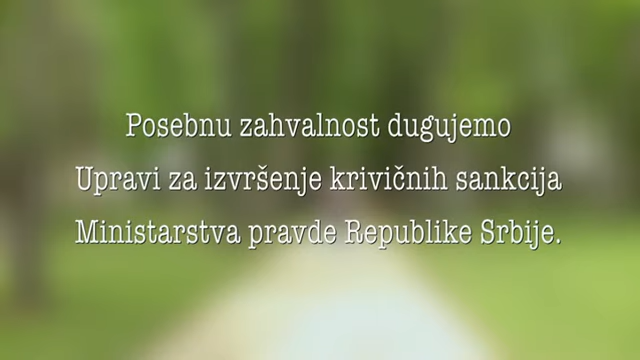 Posebnu zahvalnost dugujemo
Upravi za izvršenje krivičnih sankcija
Ministarstva pravde Republike Srbije.